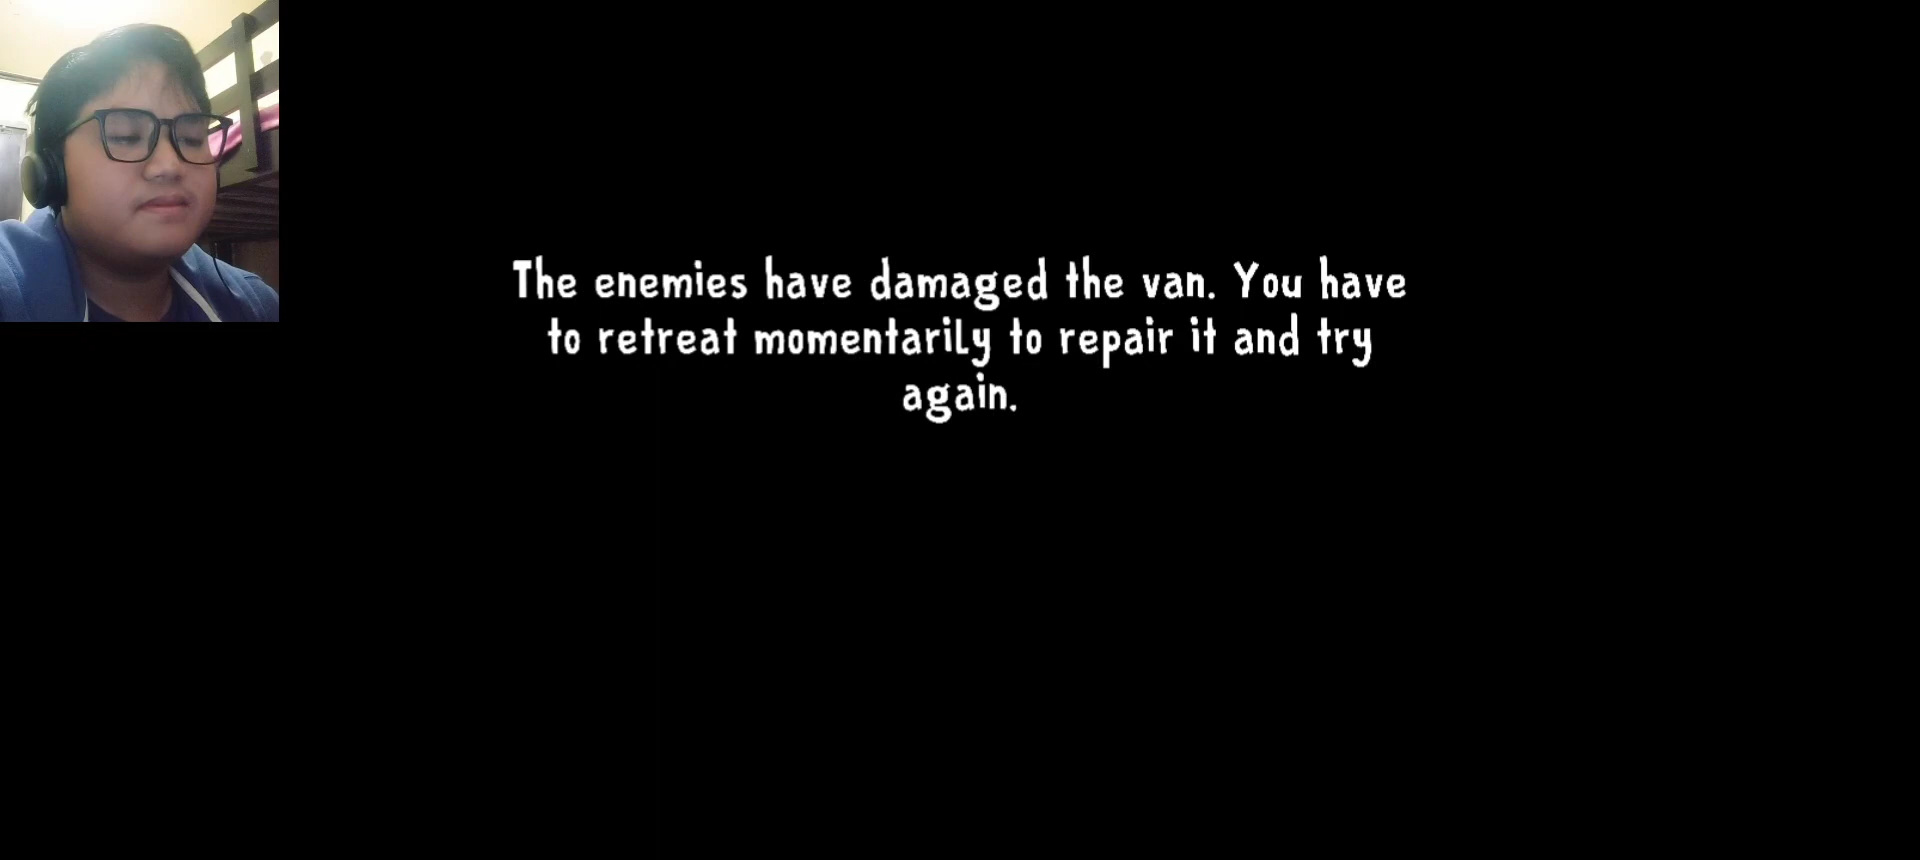 The enemies have damaged the van. You have
to retreat momentarily to repair it and try
again.